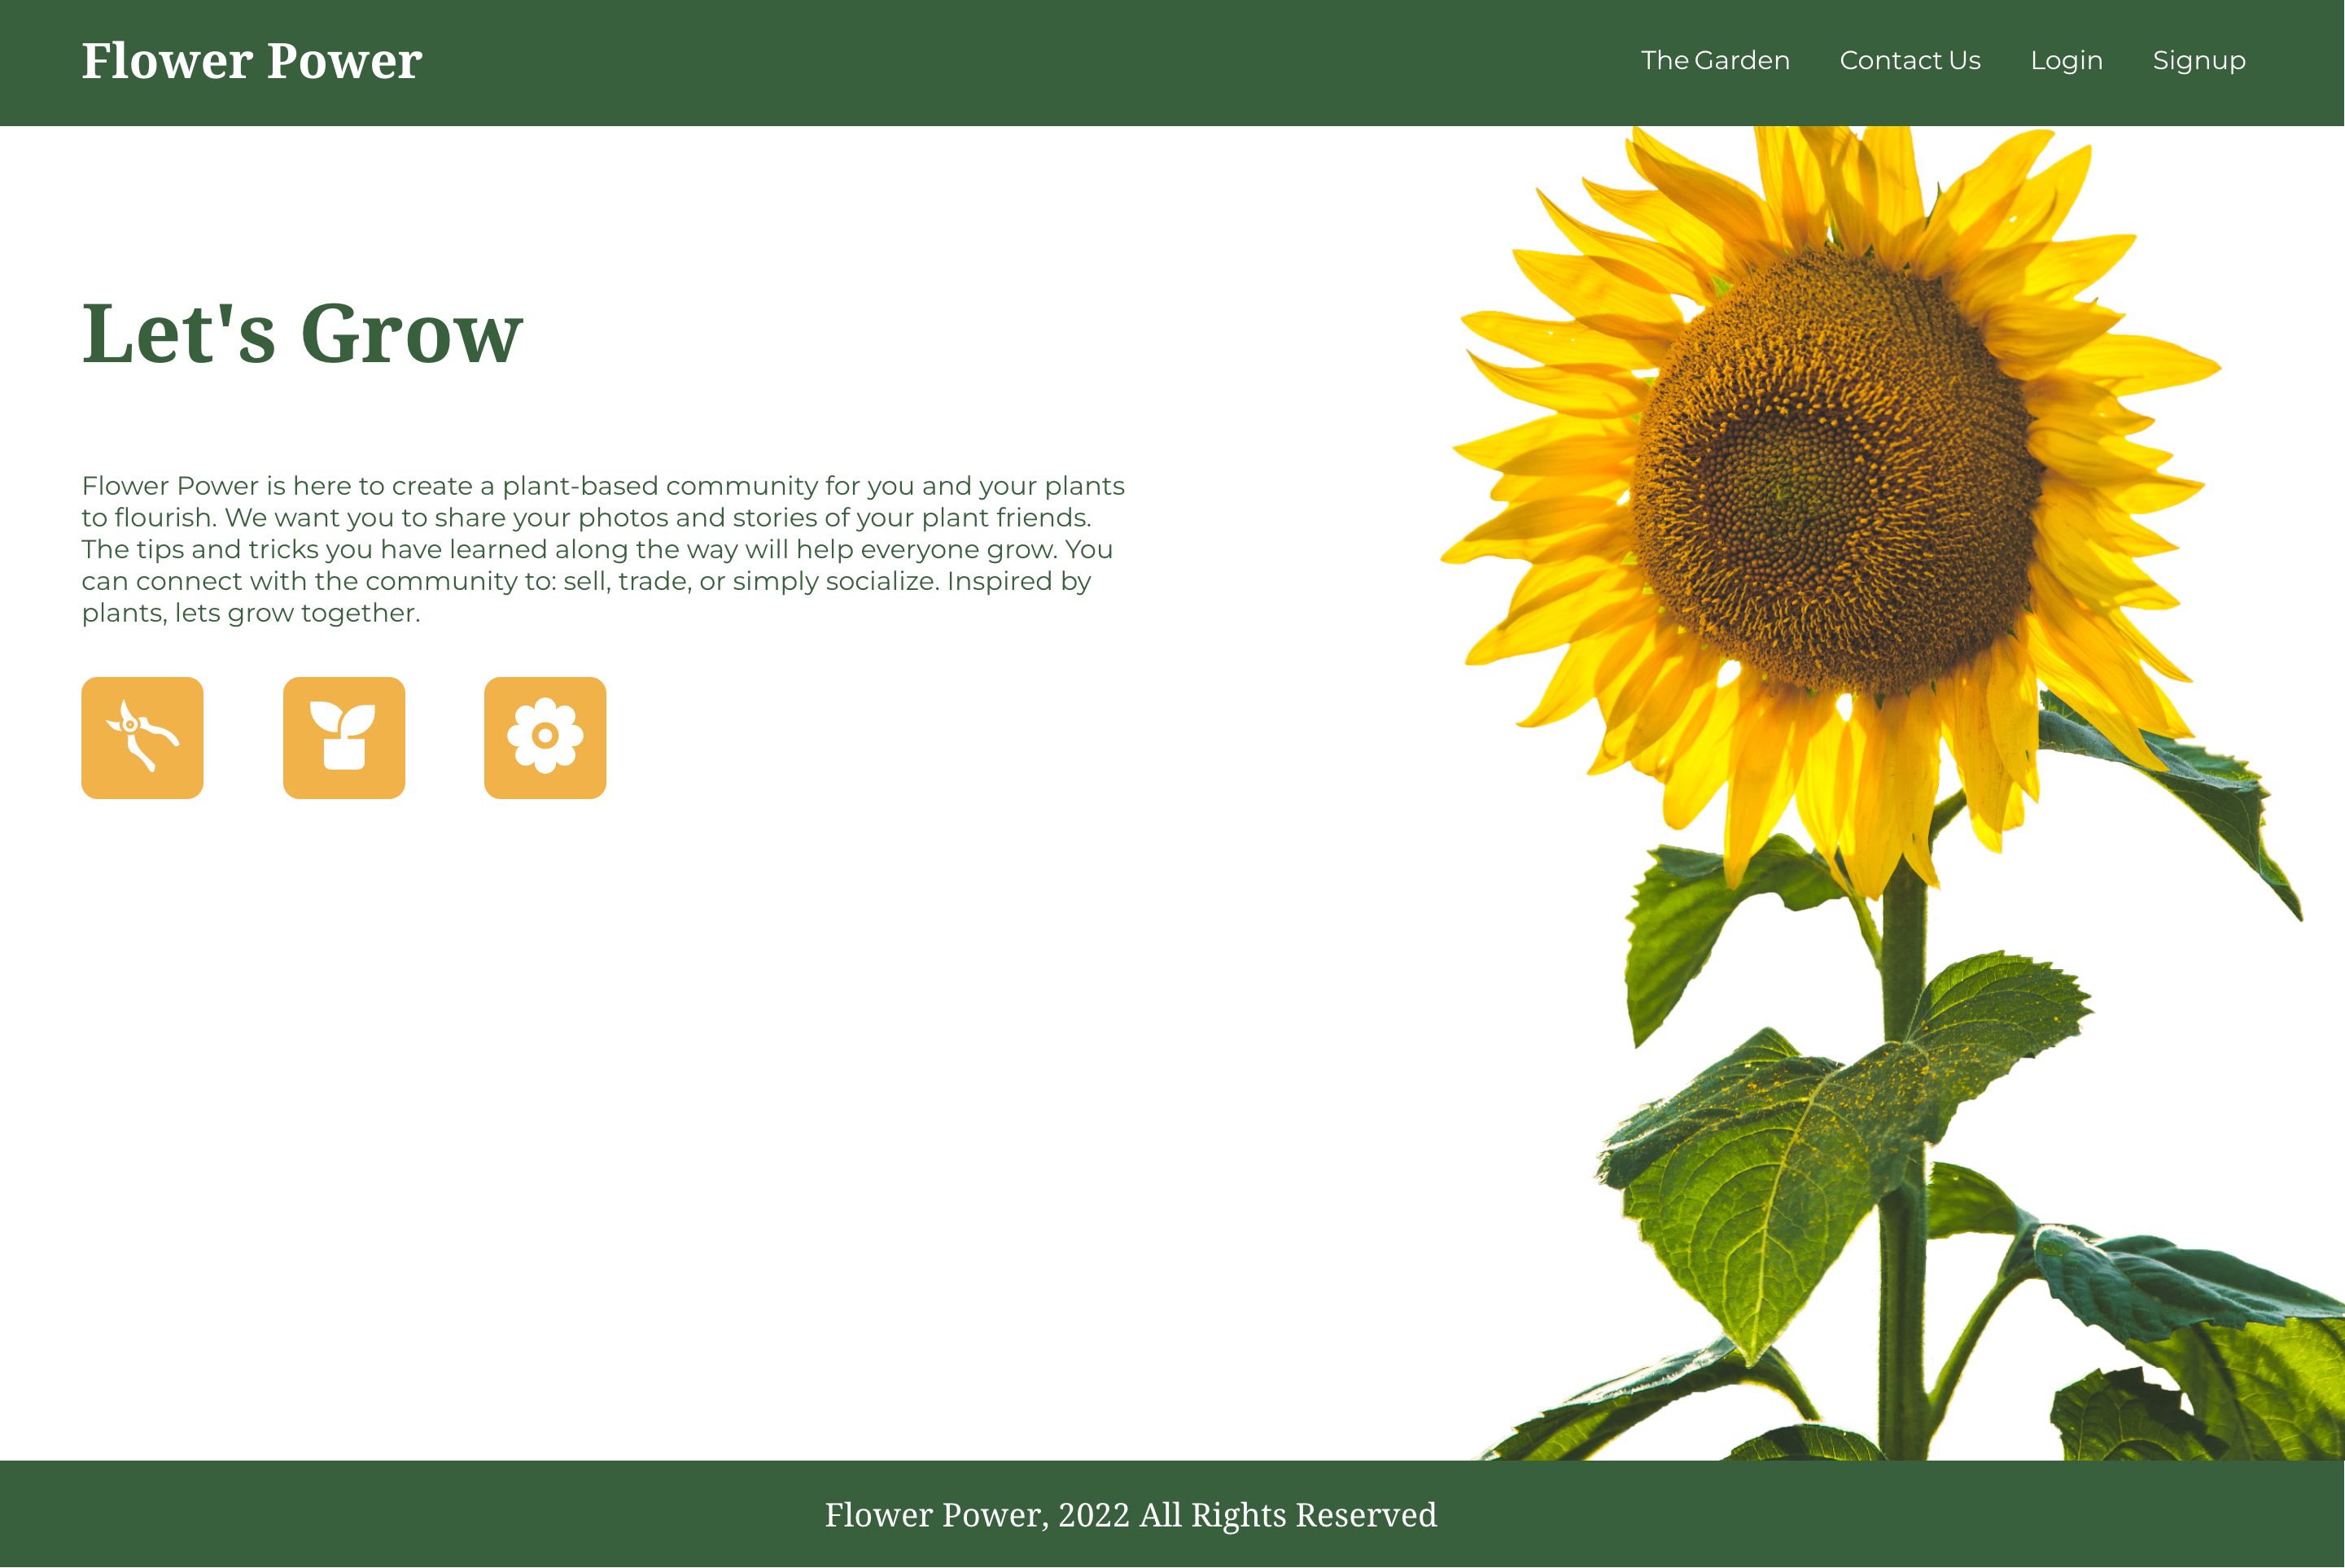 Flower Power
The Garden
Contact Us
Login
Signup
Let's Grow
Flower Power is here to create a plant-based community for you and your plants
to flourish. We want you to share your photos and stories of your plant friends.
The tips and tricks you have learned along the way will help everyone grow. You
can connect with the community to: sell, trade, or simply socialize. Inspired by
plants, lets grow together.
Flower Power, 2022 All Rights Reserved